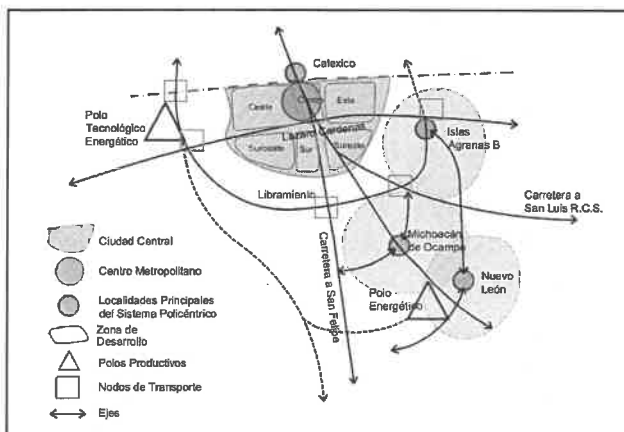 Calexico
Oeste
Centro
Este
Polo
Tecnológico
Energético
Lázaro Cárdenas
Suroeste
Sur
Sureste
Islas
Agrarias B
Libramiento
Carretera a
San Luis R.C.S.
Carretera a San Felipe
Michoacán
de Ocampo
Nuevo
León
Polo
Energético
Ciudad Central
Centro Metropolitano
Localidades Principales
del Sistema Policéntrico
Zona de
Desarrollo
Polos Productivos
Nodos de Transporte
Ejes